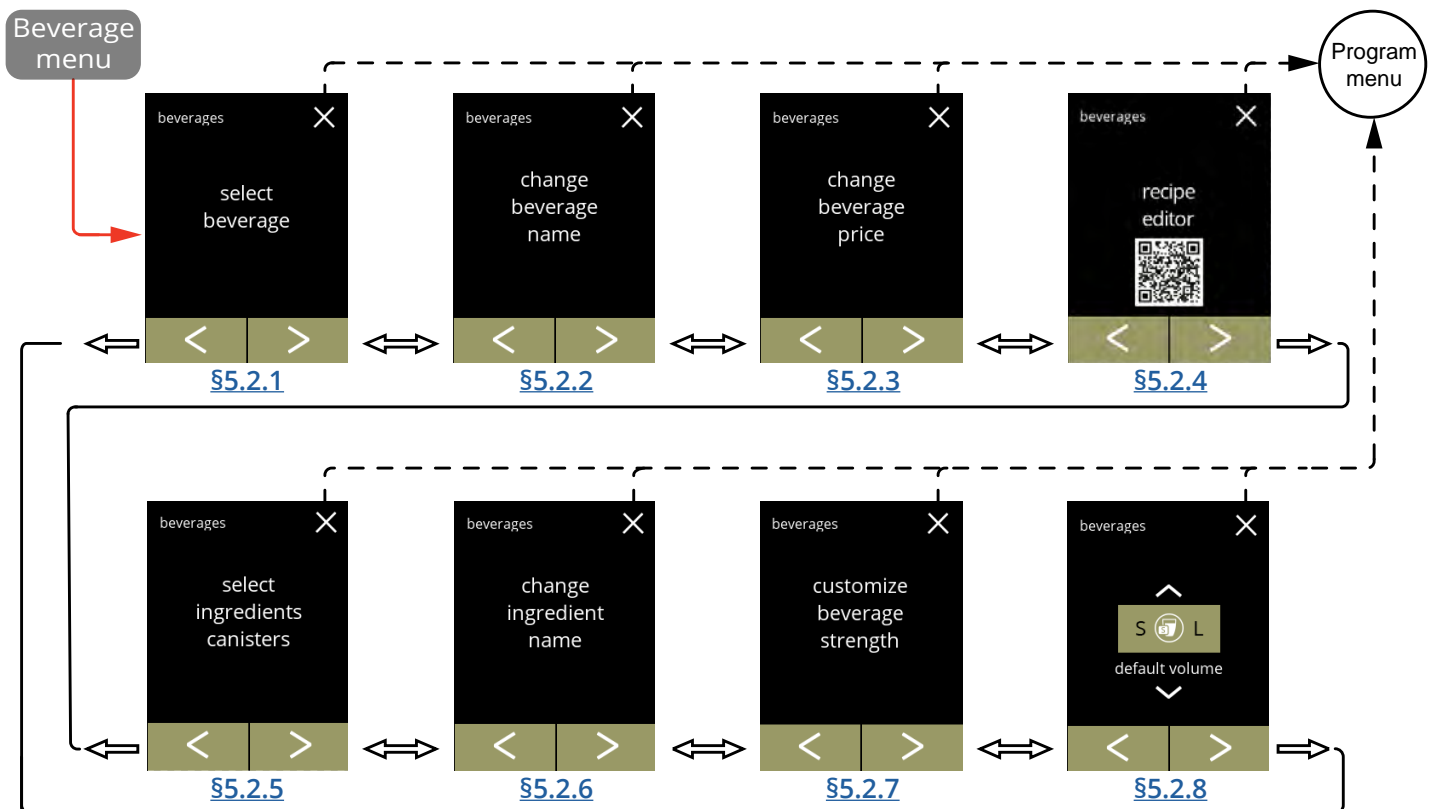 Beverage
menu
Program
menu
beverages
select
beverage
§5.2.1
beverages
change
beverage
name
§5.2.2
beverages
change
beverage
price
§5.2.3
beverages
recipe
editor
§5.2.4
beverages
select
ingredients
canisters
§5.2.5
beverages
change
ingredient
name
§5.2.6
beverages
customize
beverage
strength
§5.2.7
beverages
S L
default volume
§5.2.8